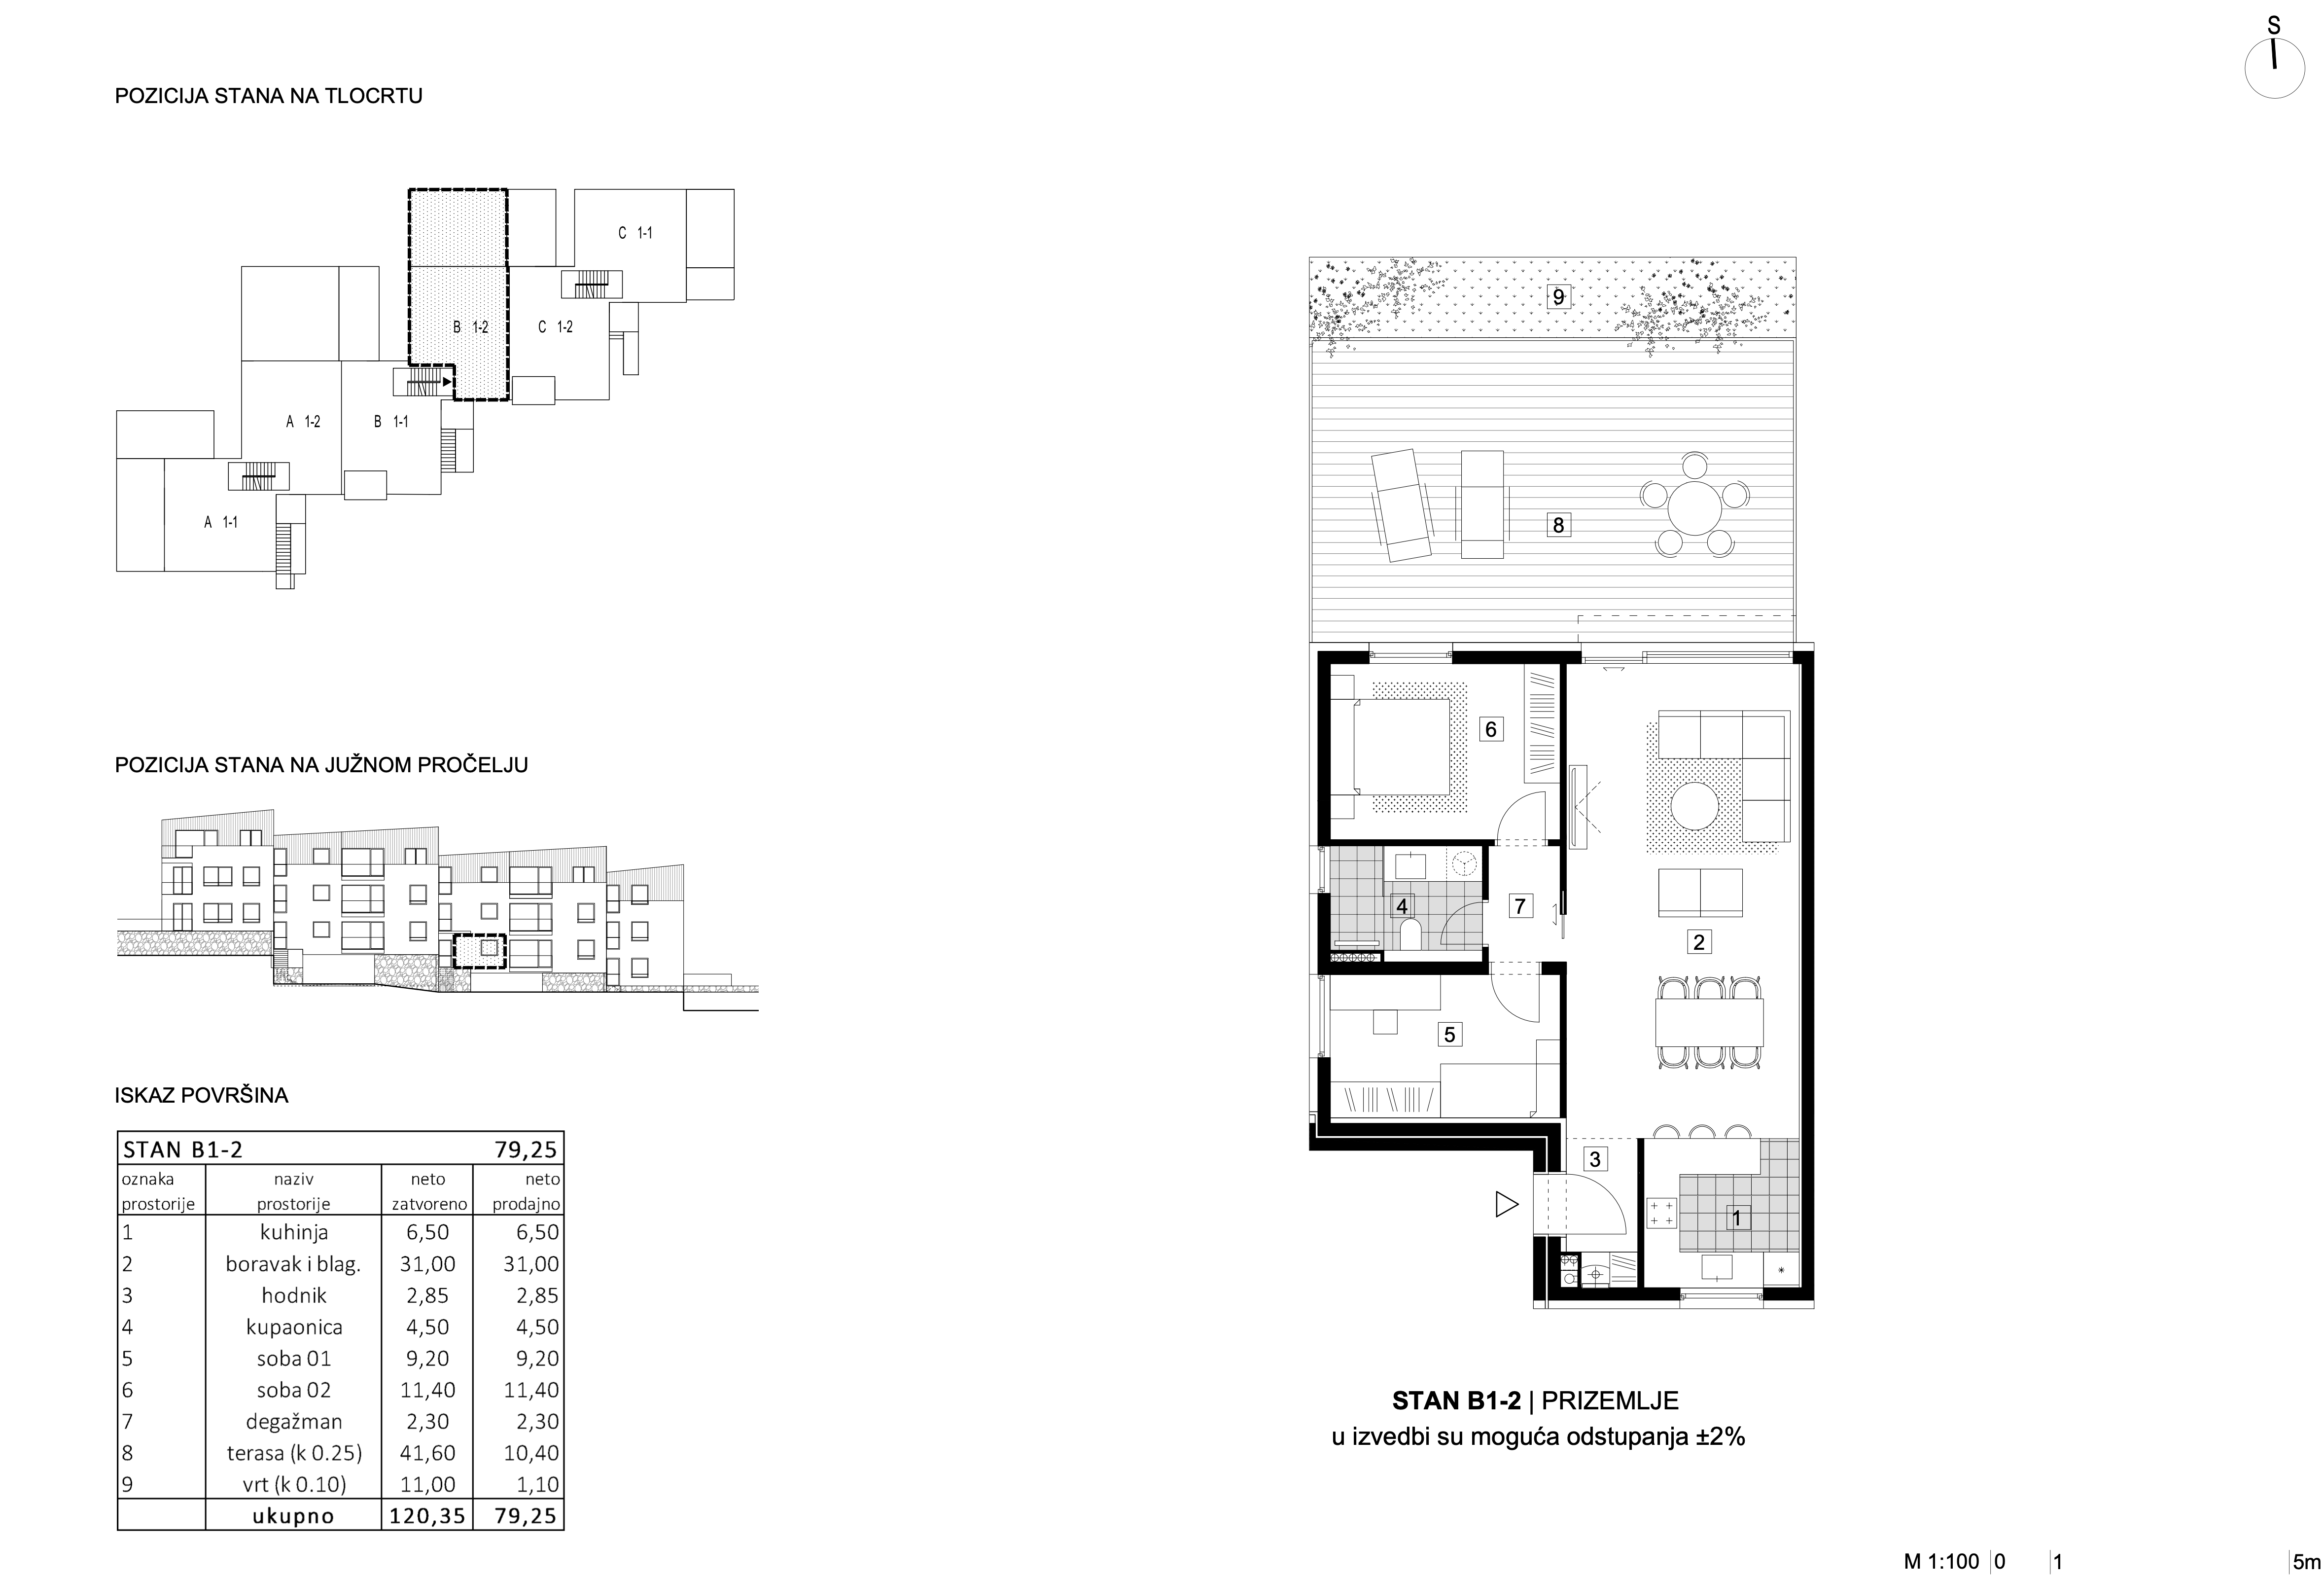 S
POZICIJA STANA NA TLOCRTU
C 1-1
B 1-2
C 1-2
A 1-2
B 1-1
A 1-1
POZICIJA STANA NA JUŽNOM PROČELJU
ISKAZ POVRŠINA
STAN B1-2 79,25
oznaka naziv neto neto
prostorije prostorije zatvoreno prodajno
1 kuhinja 6,50 6,50
2 boravak i blag. 31,00 31,00
3 hodnik 2,85 2,85
4 kupaonica 4,50 4,50
5 soba 01 9,20 9,20
6 soba 02 11,40 11,40
7 degažman 2,30 2,30
8 terasa (k 0.25) 41,60 10,40
9 vrt (k 0.10) 11,00 1,10
ukupno 120,35 79,25
9
8
6
4
7
2
5
3
1
STAN B1-2 | PRIZEMLJE
u izvedbi su moguća odstupanja ±2%
M 1:100 0 1 5m